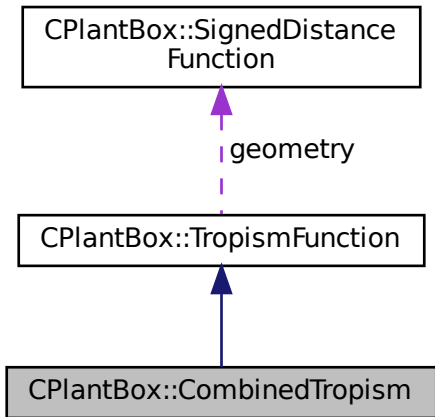 CPlantBox::SignedDistance
Function
geometry
CPlantBox::TropismFunction
CPlantBox::CombinedTropism